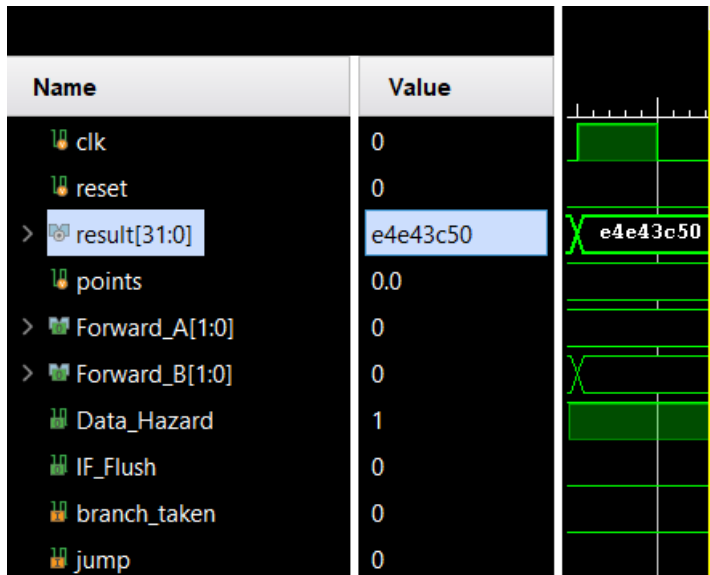 Name Value
clk 0
reset 0
result[31:0] e4e43c50 e4e43c50
points 0.0
Forward_A[1:0] 0
Forward_B[1:0] 0
Data_Hazard 1
IF_Flush 0
branch_taken 0
jump 0